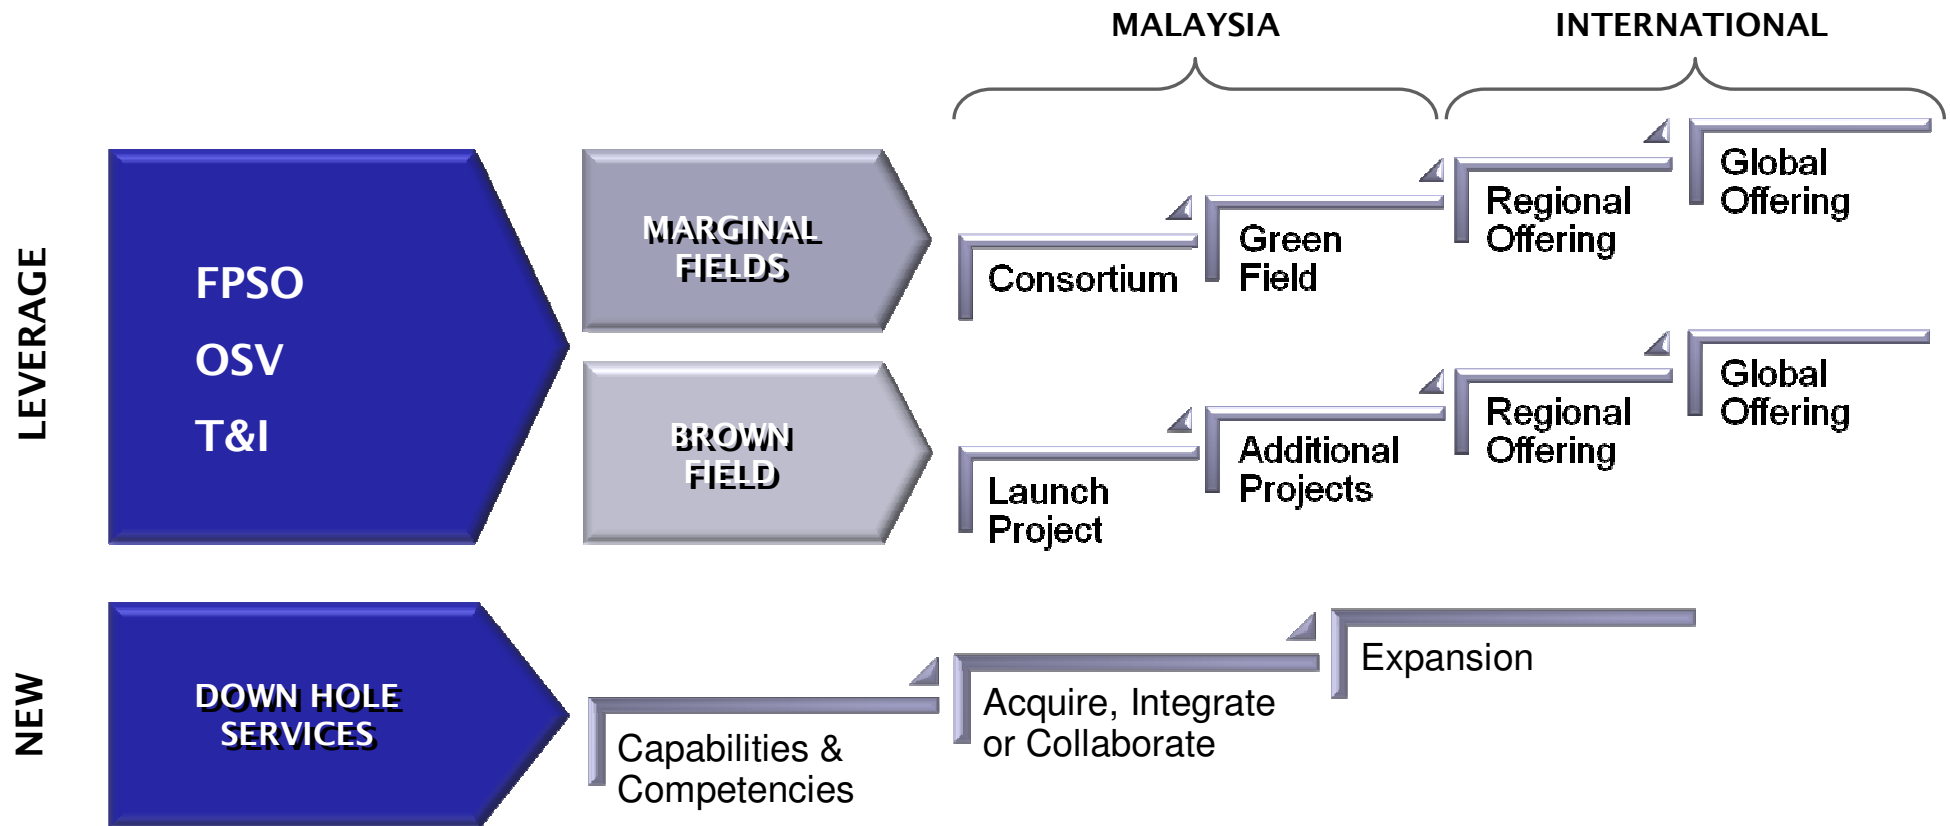 MALAYSIA
INTERNATIONAL
LEVERAGE
FPSO
OSV
T&I
MARGINAL
FIELDS
Consortium
Green
Field
Regional
Offering
Global
Offering
BROWN
FIELD
Launch
Project
Additional
Projects
Regional
Offering
Global
Offering
NEW
DOWN HOLE
SERVICES
Capabilities &
Competencies
Acquire, Integrate
or Collaborate
Expansion